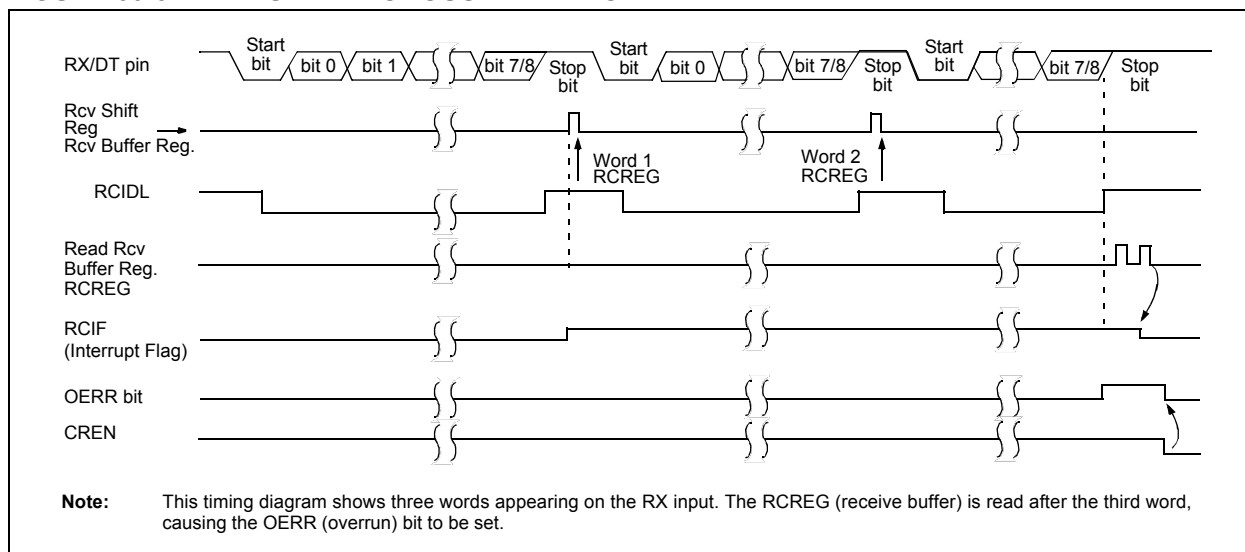 Start bit
bit 0
bit 1
bit 7/8
Stop bit
Start bit
bit 0
bit 7/8
Stop bit
Start bit
bit 7/8
Stop bit
RX/DT pin
Rcv Shift
Reg
Rcv Buffer Reg.
Word 1
RCREG
Word 2
RCREG
RCIDL
Read Rcv
Buffer Reg.
RCREG
RCIF
(Interrupt Flag)
OERR bit
CREN
Note: This timing diagram shows three words appearing on the RX input. The RCREG (receive buffer) is read after the third word,
causing the OERR (overrun) bit to be set.